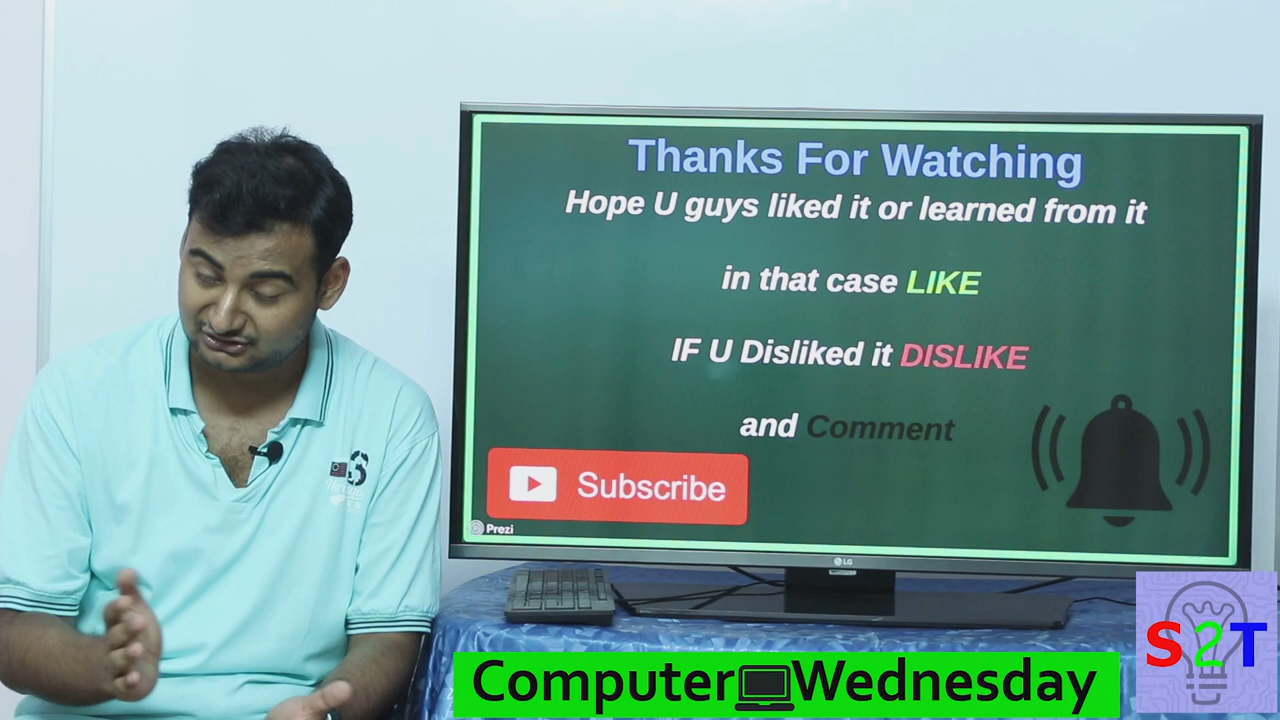 Thanks For Watching
Hope U guys liked it or learned from it
in that case LIKE
IF U Disliked it DISLIKE
and Comment
Subscribe
Prezi
LG
Computer Wednesday
S2T